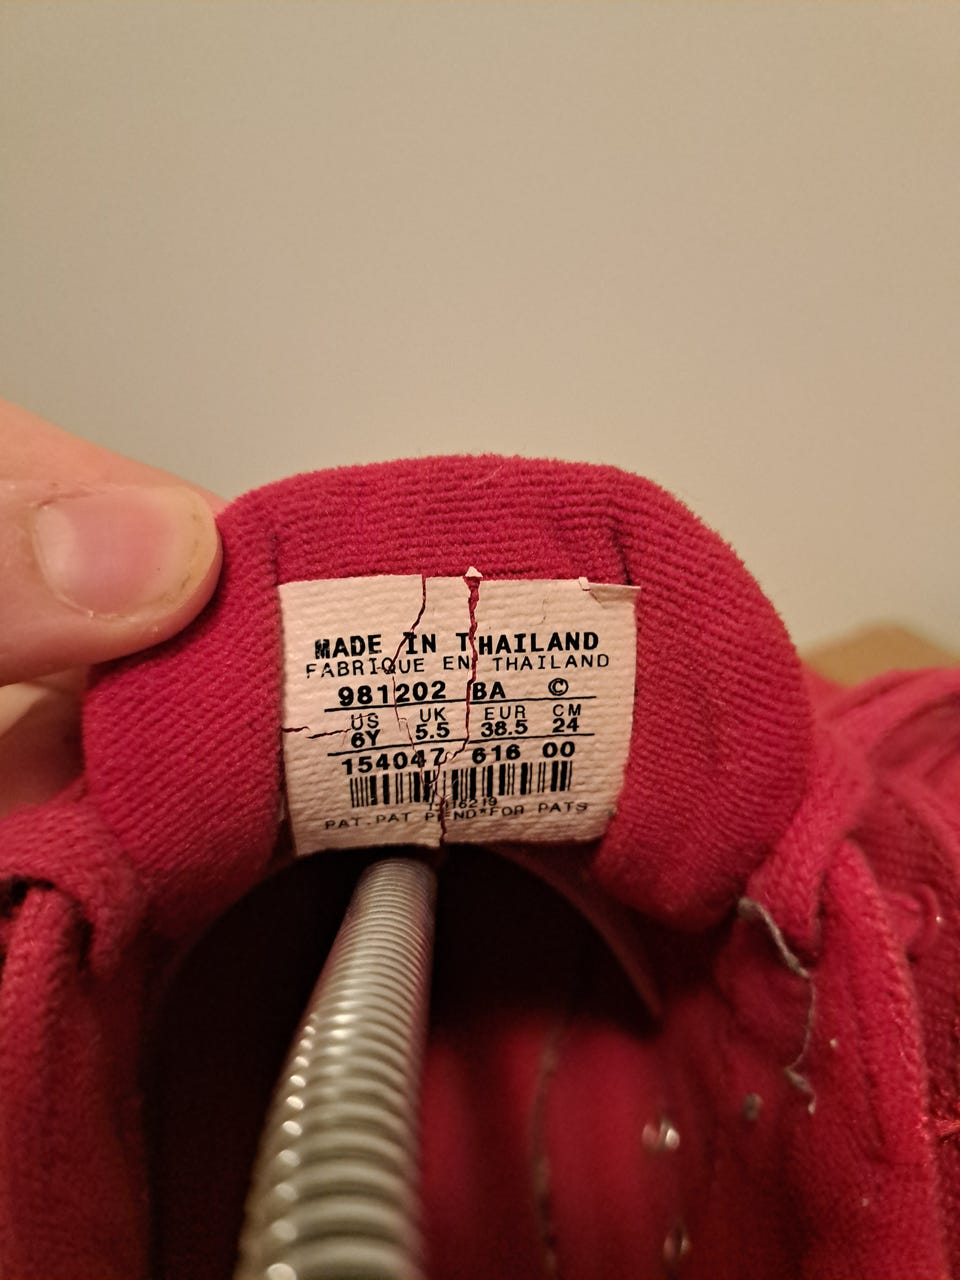 MADE IN THAILAND
FABRIQUE EN THAILAND
981202 BA ©
US UK EUR CM
6Y 5.5 38.5 24
154047 616 00
PAT.PAT PEND*FOR PATS